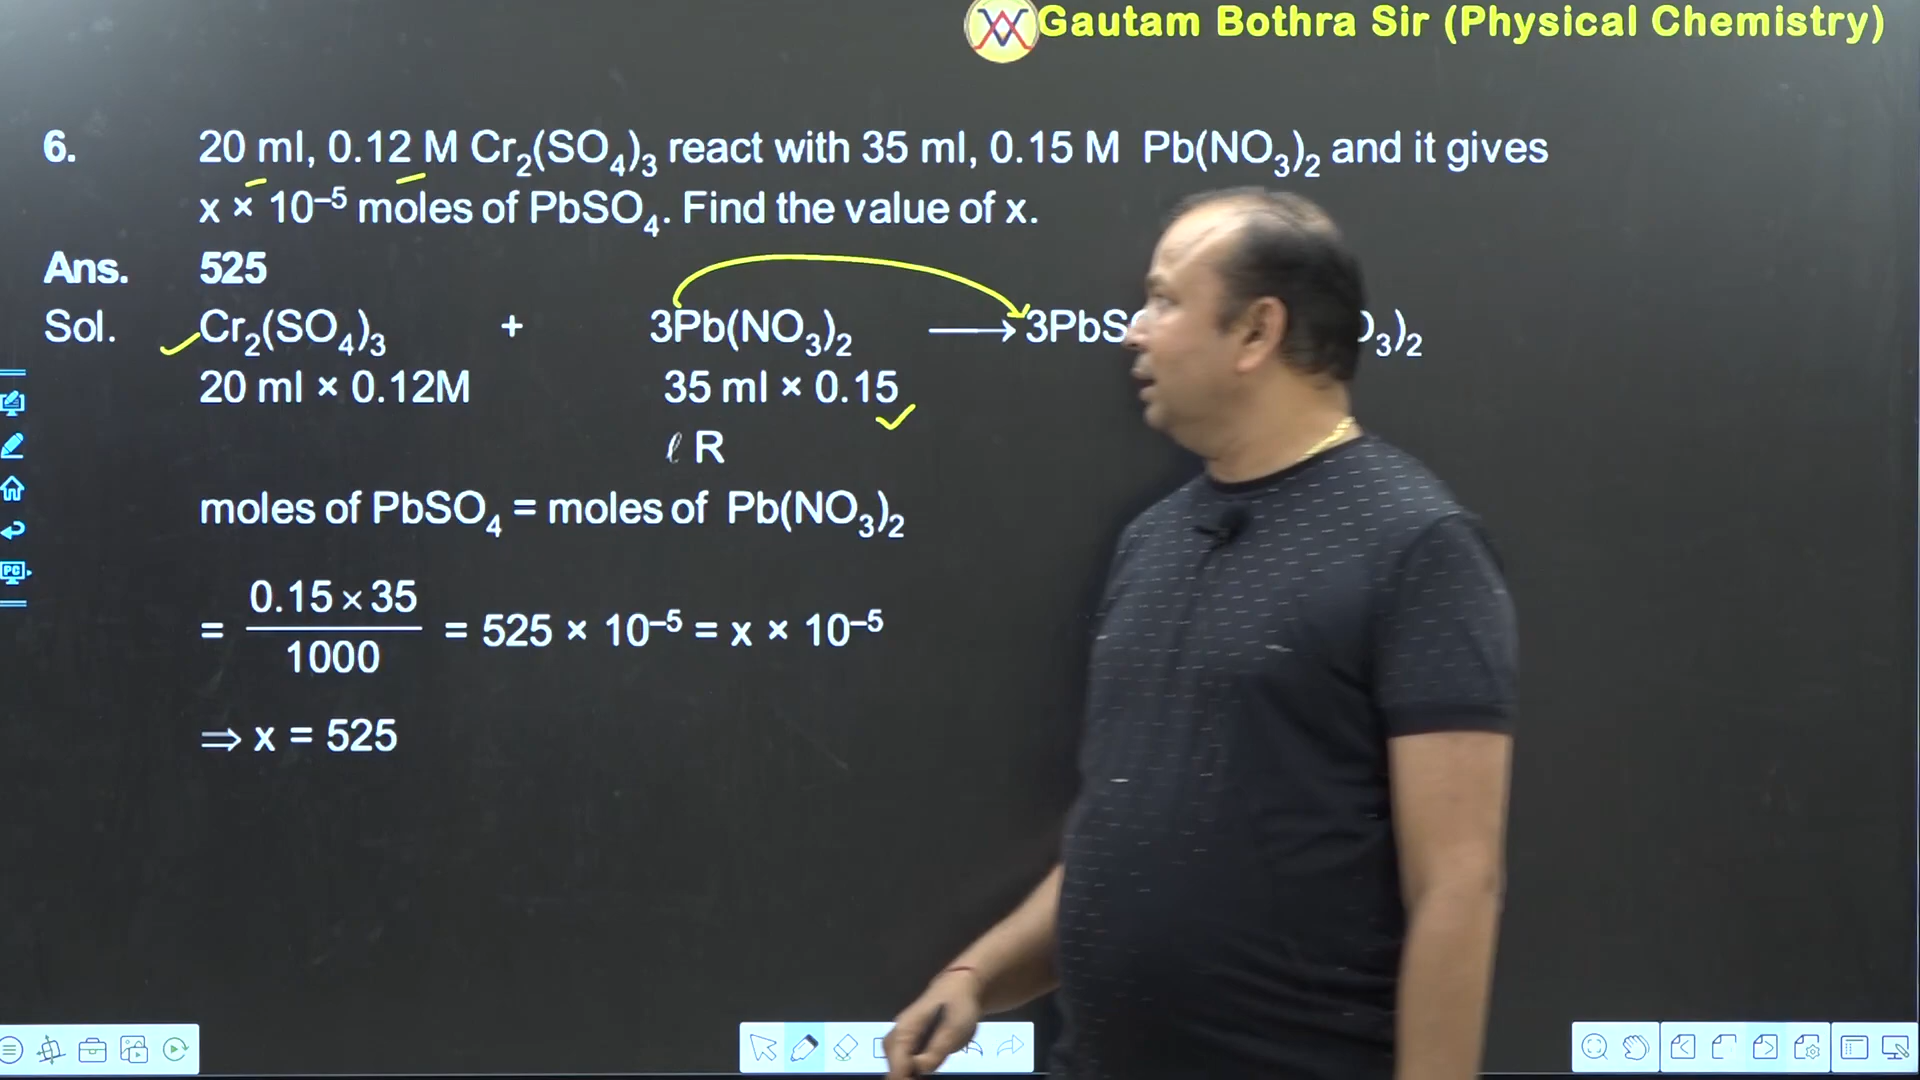 Gautam Bothra Sir (Physical Chemistry)
6. 20 ml, 0.12 M Cr₂(SO₄)₃ react with 35 ml, 0.15 M Pb(NO₃)₂ and it gives
x × 10⁻⁵ moles of PbSO₄. Find the value of x.
Ans. 525
Sol. Cr₂(SO₄)₃ + 3Pb(NO₃)₂ ⟶ 3PbS O₃)₂
20 ml × 0.12M 35 ml × 0.15
ℓ R
moles of PbSO₄ = moles of Pb(NO₃)₂
= 0.15 × 35 / 1000 = 525 × 10⁻⁵ = x × 10⁻⁵
⇒ x = 525
PC